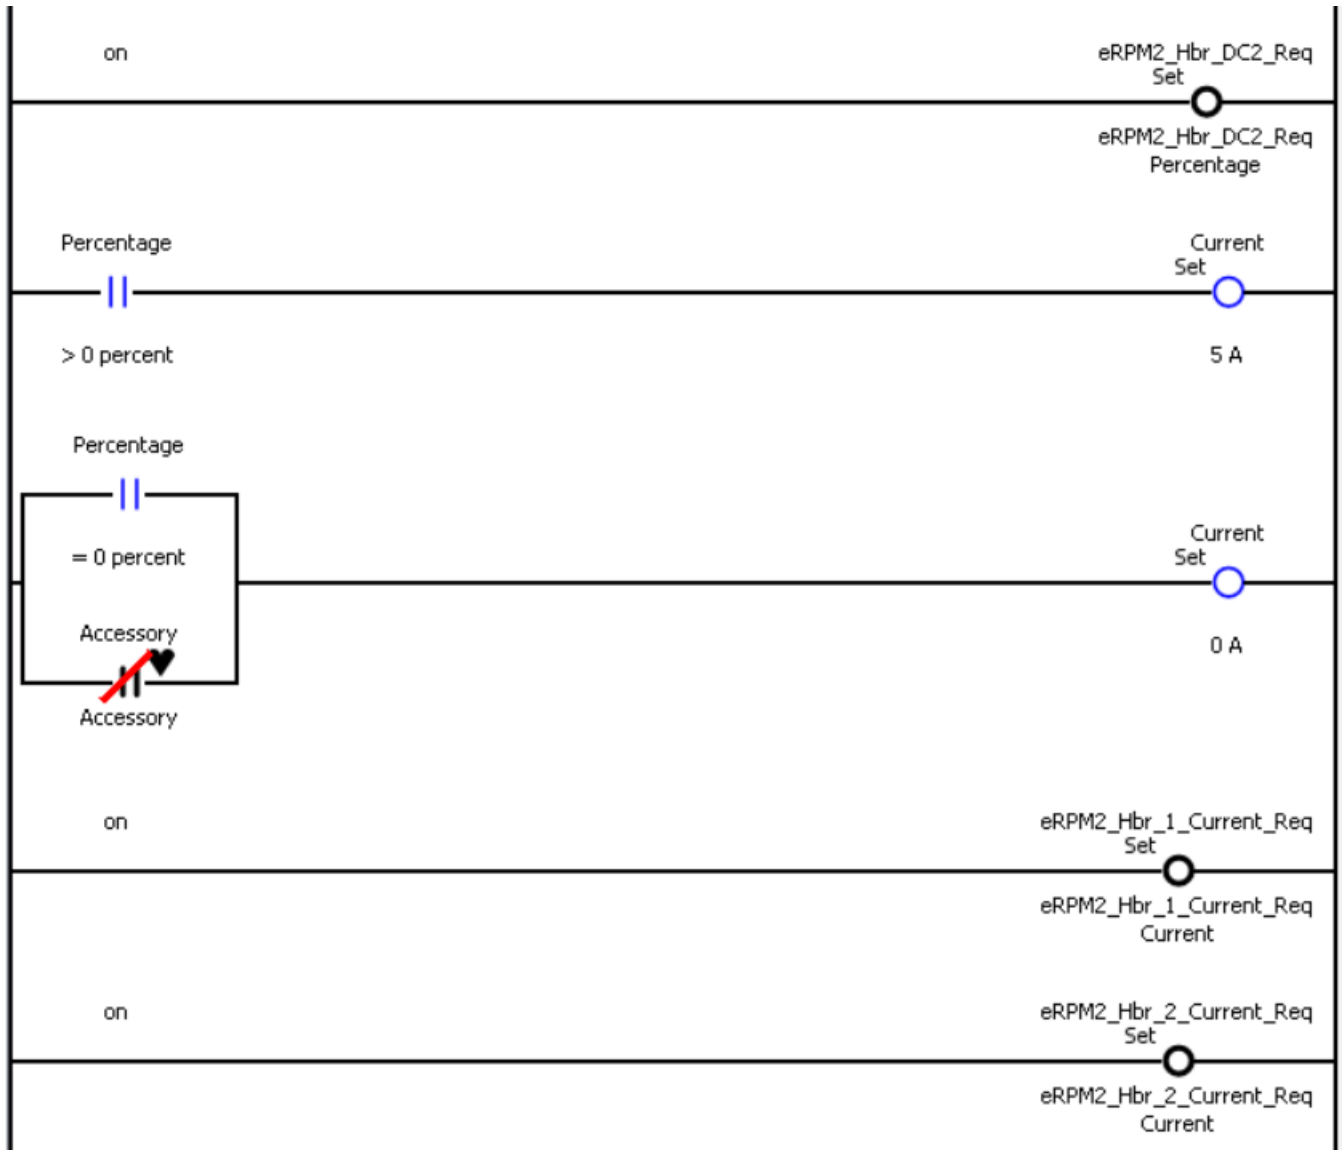 on
eRPM2_Hbr_DC2_Req
Set
eRPM2_Hbr_DC2_Req
Percentage
Percentage
Current
Set
> 0 percent
5 A
Percentage
= 0 percent
Current
Set
Accessory
0 A
Accessory
on
eRPM2_Hbr_1_Current_Req
Set
eRPM2_Hbr_1_Current_Req
Current
on
eRPM2_Hbr_2_Current_Req
Set
eRPM2_Hbr_2_Current_Req
Current